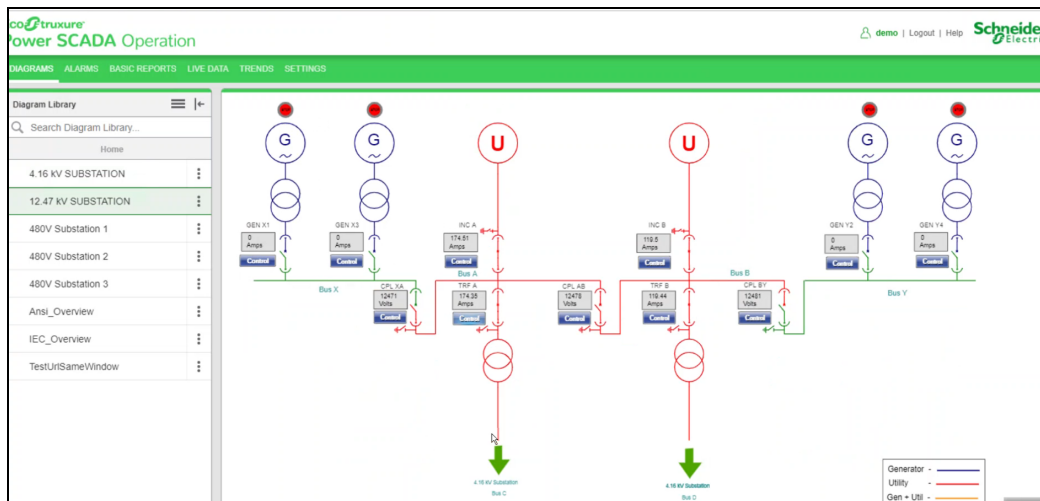 co Struxure
Power SCADA Operation
demo | Logout | Help
Schneide
Electri
DIAGRAMS ALARMS BASIC REPORTS LIVE DATA TRENDS SETTINGS
Diagram Library
Search Diagram Library...
Home
4.16 kV SUBSTATION
12.47 kV SUBSTATION
480V Substation 1
480V Substation 2
480V Substation 3
Ansi_Overview
IEC_Overview
TestUrlSameWindow
G G U U G G
GEN X1 GEN X3 INC A INC B GEN Y2 GEN Y4
0 0 174.51 119.5 0 0
Amps Amps Amps Amps Amps Amps
Control Control Control Control Control Control
Bus A Bus B
Bus X Bus Y
CPL XA TRF A CPL AB TRF B CPL BY
12471 174.35 12476 119.44 12481
Volts Amps Volts Amps Volts
Control Control Control Control Control
4.16 kV Substation 4.16 kV Substation
Bus C Bus D
Generator -
Utility -
Gen + Util -